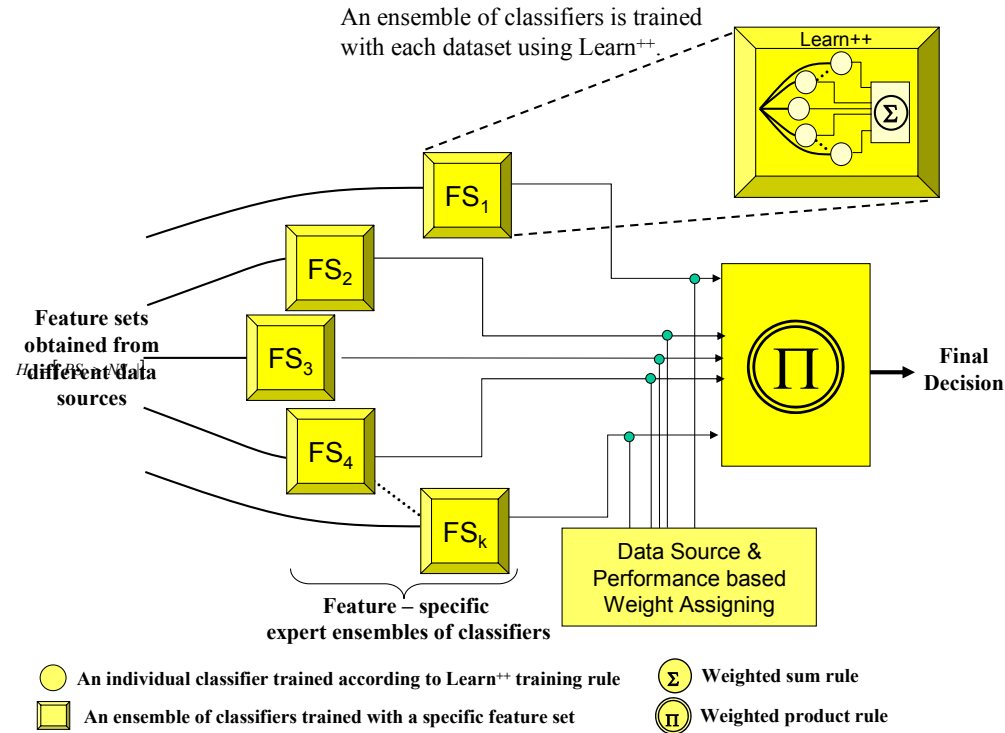 An ensemble of classifiers is trained
with each dataset using Learn++.
Learn++
Σ
FS1
FS2
FS3
FS4
FSk
Feature sets
obtained from
different data
sources
Π
Final
Decision
Data Source &
Performance based
Weight Assigning
Feature – specific
expert ensembles of classifiers
An individual classifier trained according to Learn++ training rule
Σ Weighted sum rule
An ensemble of classifiers trained with a specific feature set
Π Weighted product rule